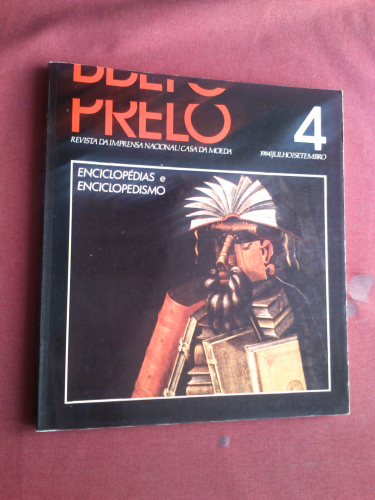 PRELO
4
REVISTA DA IMPRENSA NACIONAL/CASA DA MOEDA
1984/JULHO/SETEMBRO
ENCICLOPÉDIAS e
ENCICLOPEDISMO